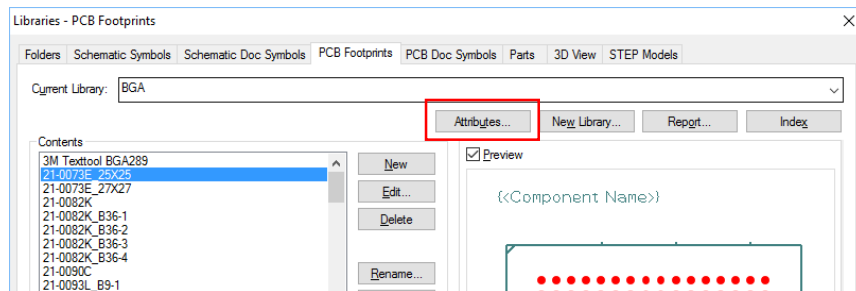 Libraries - PCB Footprints
Folders Schematic Symbols Schematic Doc Symbols PCB Footprints PCB Doc Symbols Parts 3D View STEP Models
Current Library: BGA
Attributes... New Library... Report... Index
Contents
3M Texttool BGA289
21-0073E_25X25
21-0073E_27X27
21-0082K
21-0082K_B36-1
21-0082K_B36-2
21-0082K_B36-3
21-0082K_B36-4
21-0090C
21-0093L_B9-1
New
Edit...
Delete
Rename...
Preview
{<Component Name>}